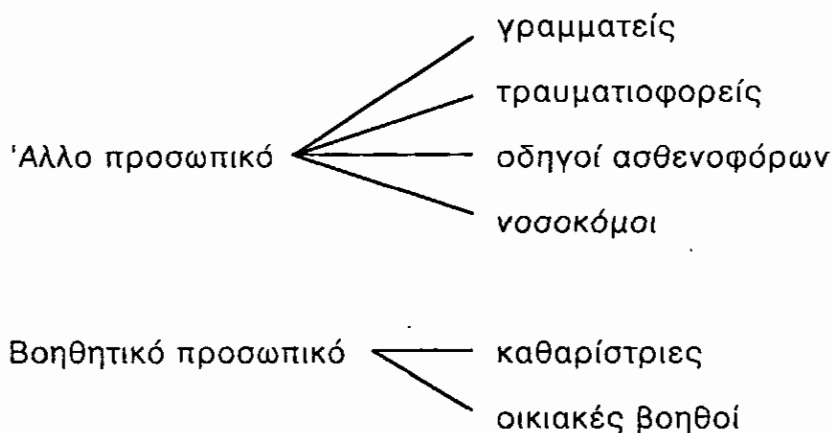 γραμματείς
τραυματιοφορείς
'Αλλο προσωπικό
οδηγοί ασθενοφόρων
νοσοκόμοι
Βοηθητικό προσωπικό
καθαρίστριες
οικιακές βοηθοί